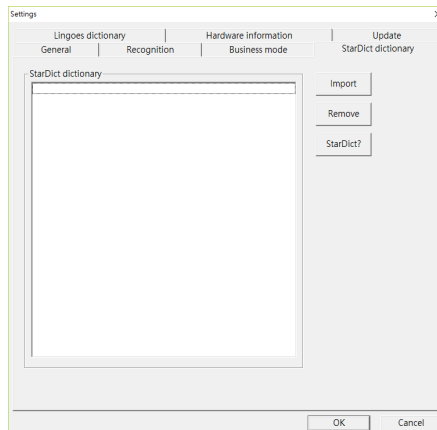 Settings
Lingoes dictionary Hardware information Update
General Recognition Business mode StarDict dictionary
StarDict dictionary
Import
Remove
StarDict?
OK Cancel